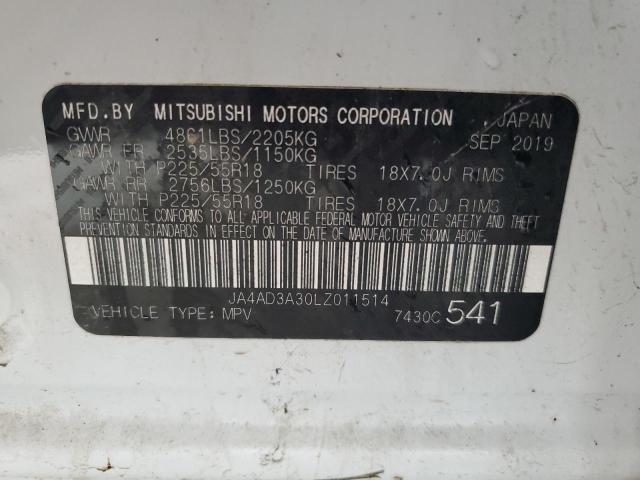 MFD.BY MITSUBISHI MOTORS CORPORATION JAPAN
GVWR 4861LBS/2205KG SEP 2019
GAWR FR 2535LBS/1150KG
WITH P225/55R18 TIRES 18X7.0J RIMS
GAWR RR 2756LBS/1250KG
WITH P225/55R18 TIRES 18X7.0J RIMS
THIS VEHICLE CONFORMS TO ALL APPLICABLE FEDERAL MOTOR VEHICLE SAFETY AND THEFT
PREVENTION STANDARDS IN EFFECT ON THE DATE OF MANUFACTURE SHOWN ABOVE.
JA4AD3A30LZ011514
VEHICLE TYPE: MPV 7430C 541